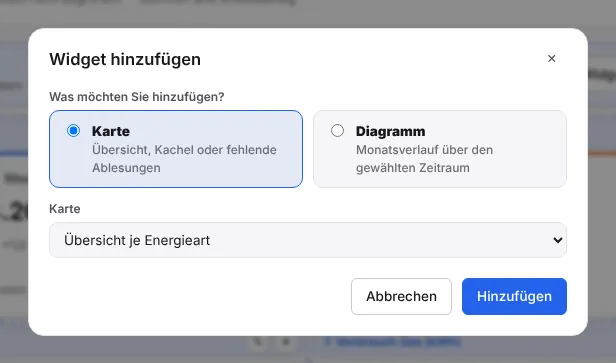 Widget hinzufügen
×
Was möchten Sie hinzufügen?
Karte
Übersicht, Kachel oder fehlende
Ablesungen
Diagramm
Monatsverlauf über den
gewählten Zeitraum
Karte
Übersicht je Energieart
Abbrechen
Hinzufügen